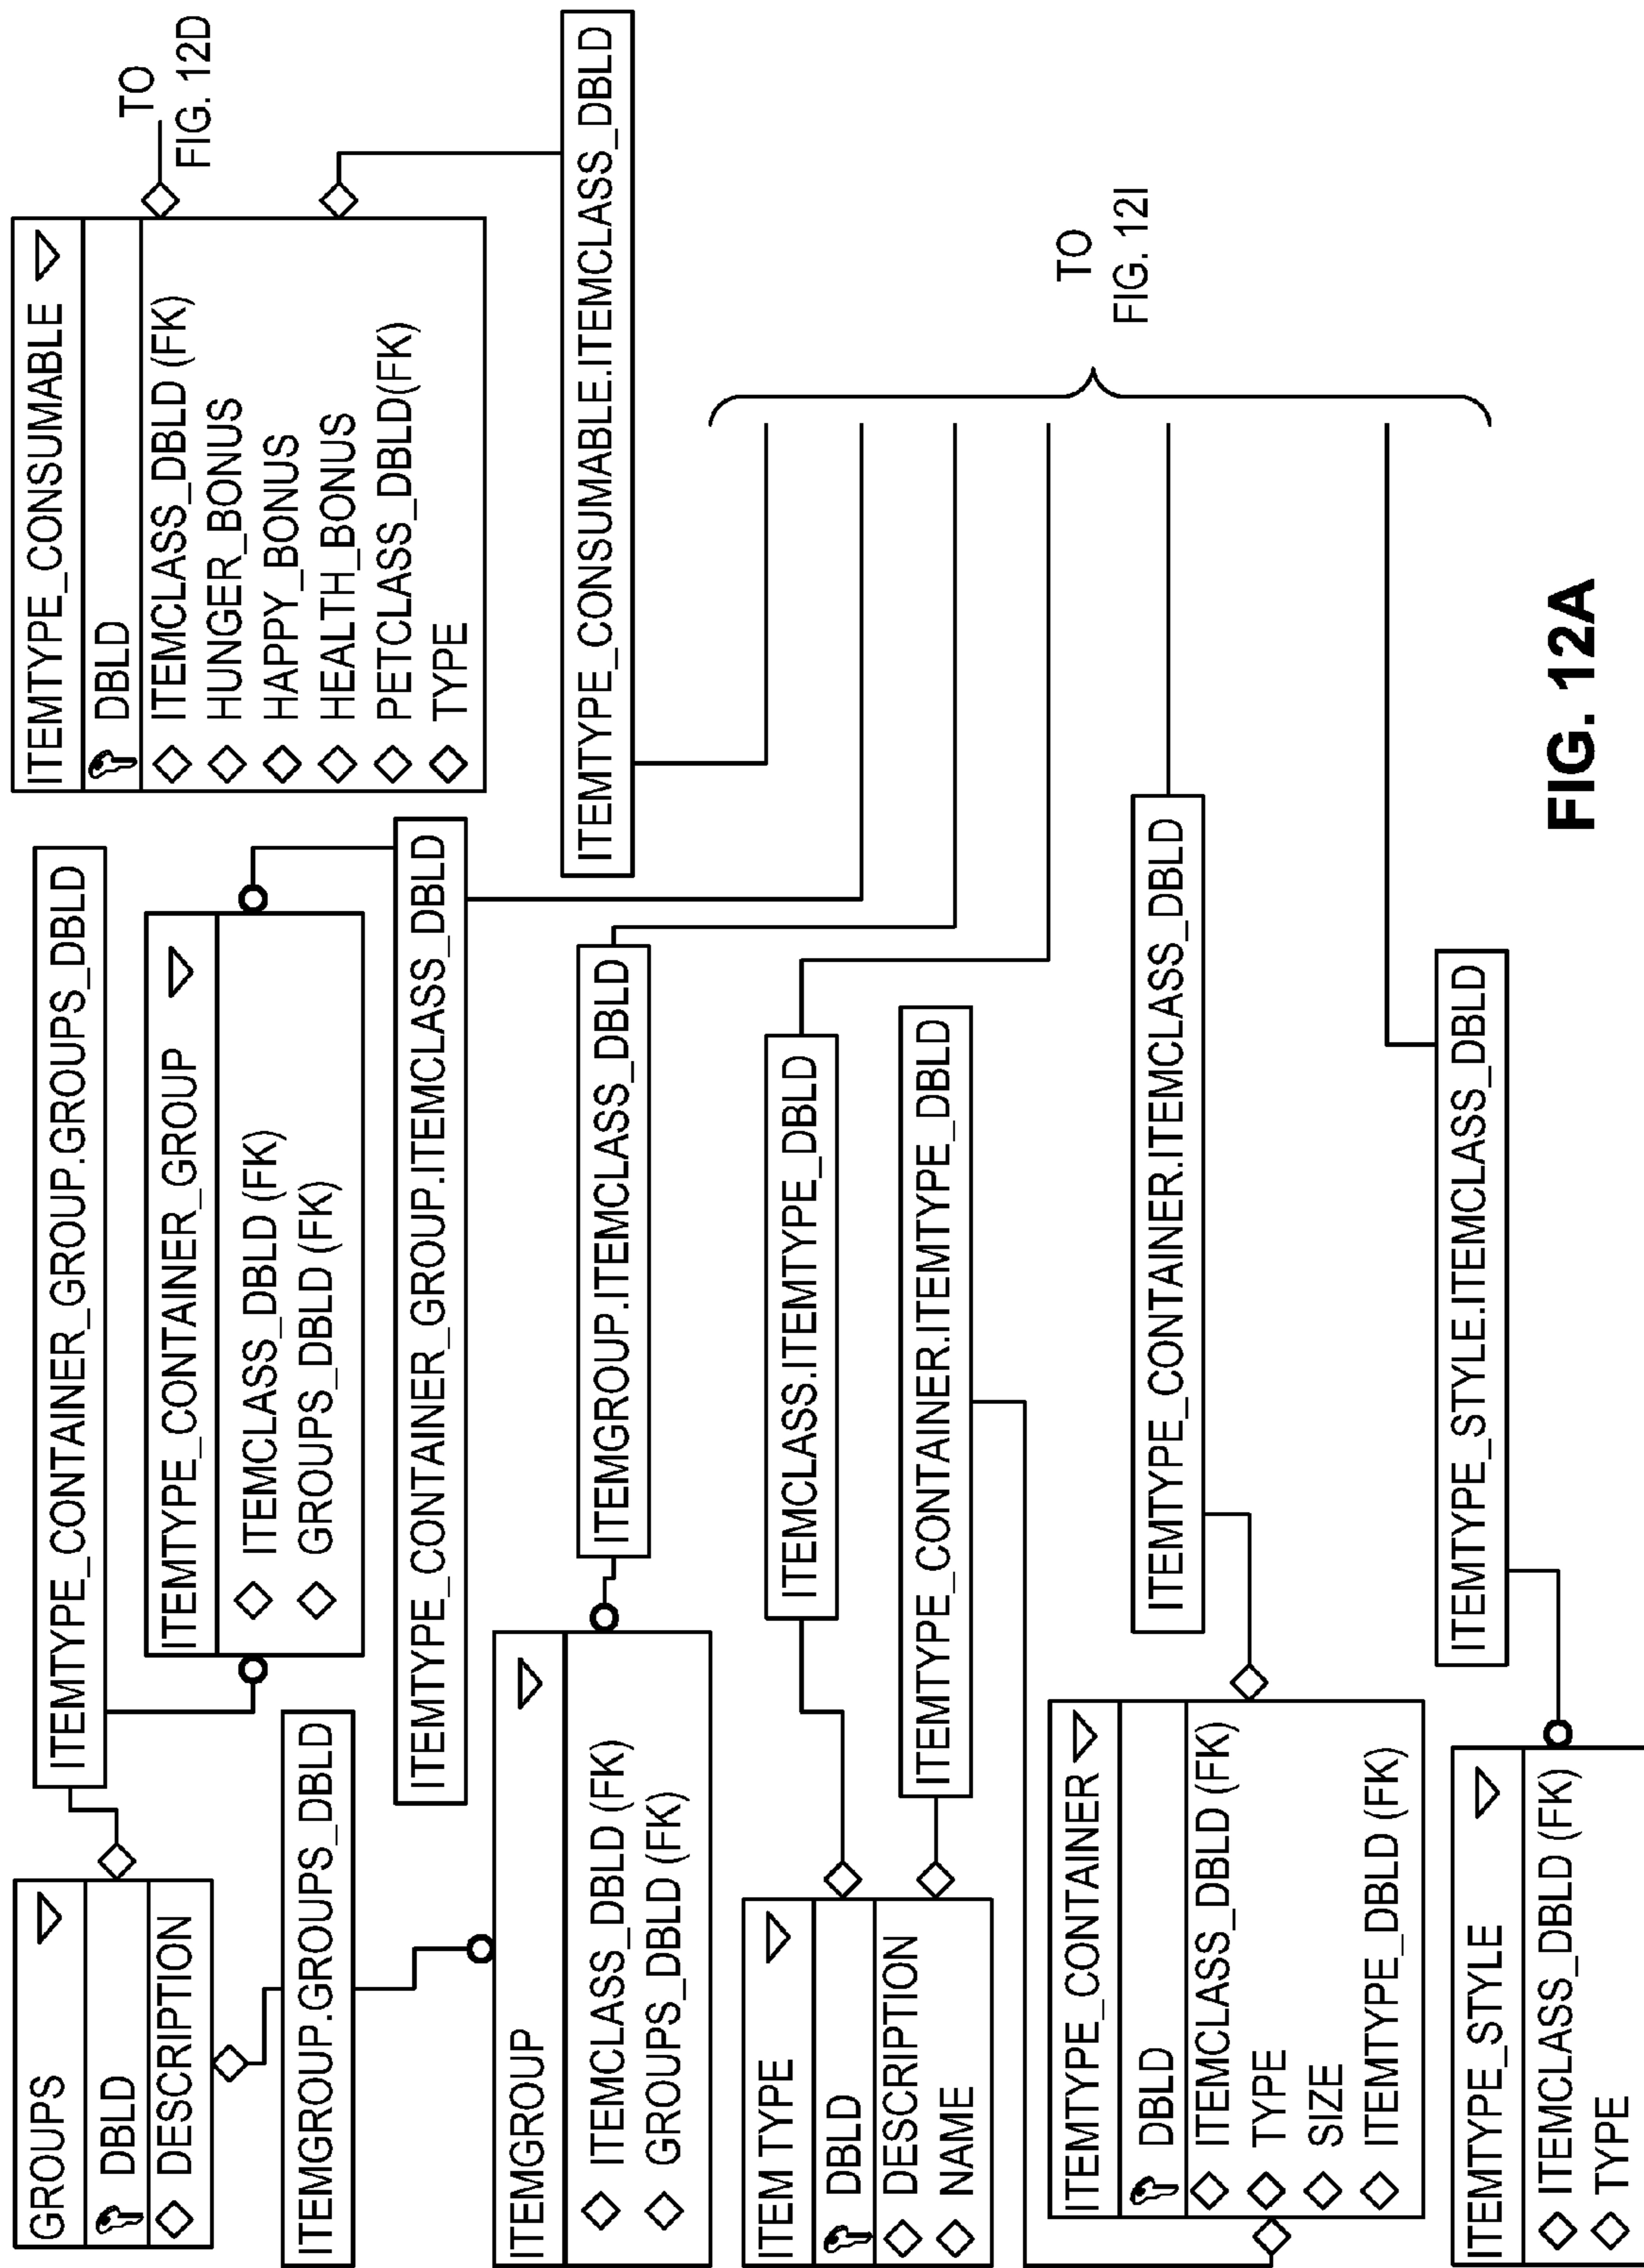 GROUPS
DBLD
DESCRIPTION
ITEMTYPE_CONTAINER_GROUP.GROUPS_DBLD
ITEMTYPE_CONTAINER_GROUP
ITEMCLASS_DBLD (FK)
GROUPS_DBLD (FK)
ITEMTYPE_CONSUMABLE
DBLD
ITEMCLASS_DBLD (FK)
HUNGER_BONUS
HAPPY_BONUS
HEALTH_BONUS
PETCLASS_DBLD(FK)
TYPE
TO
FIG. 12D
ITEMGROUP.GROUPS_DBLD
ITEMTYPE_CONTAINER_GROUP.ITEMCLASS_DBLD
ITEMGROUP
ITEMCLASS_DBLD (FK)
GROUPS_DBLD (FK)
ITEMGROUP.ITEMCLASS_DBLD
ITEMTYPE_CONSUMABLE.ITEMCLASS_DBLD
ITEM TYPE
DBLD
DESCRIPTION
NAME
ITEMCLASS.ITEMTYPE_DBLD
ITEMTYPE_CONTAINER.ITEMTYPE_DBLD
TO
FIG. 12I
ITEMTYPE_CONTAINER
DBLD
ITEMCLASS_DBLD (FK)
TYPE
SIZE
ITEMTYPE_DBLD (FK)
ITEMTYPE_CONTAINER.ITEMCLASS_DBLD
ITEMTYPE_STYLE
ITEMCLASS_DBLD (FK)
TYPE
ITEMTYPE_STYLE.ITEMCLASS_DBLD
FIG. 12A